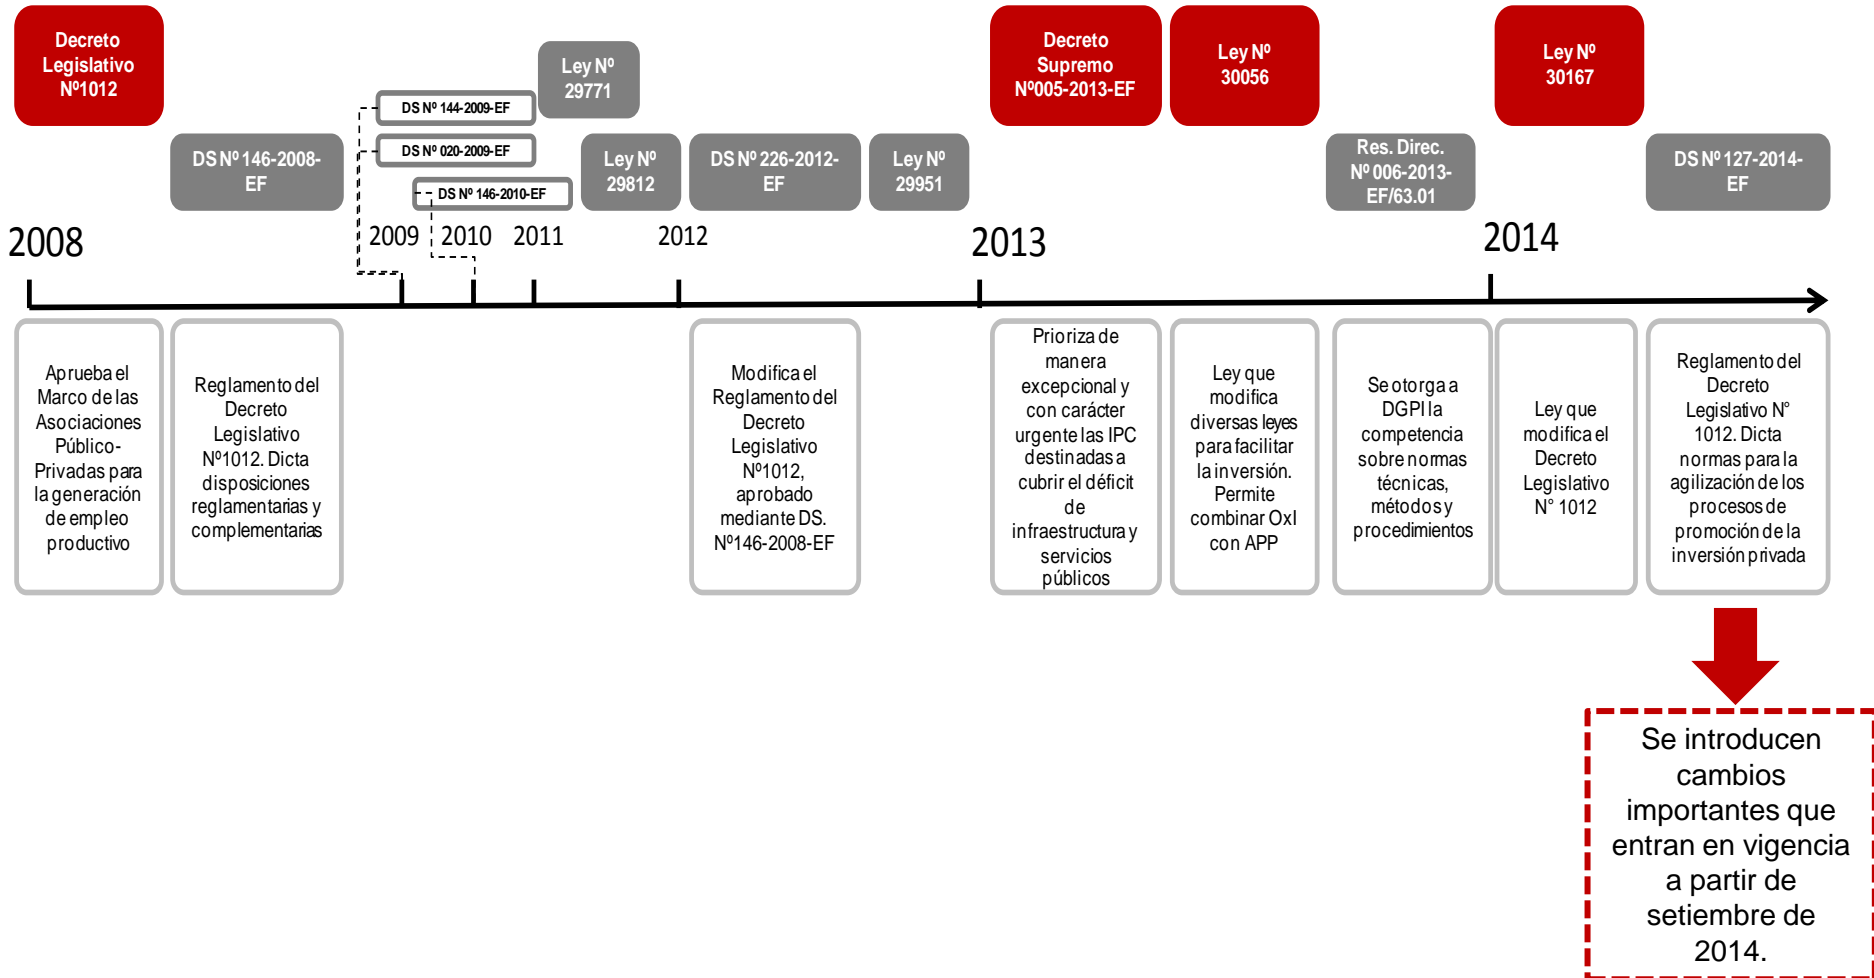 Decreto
Legislativo
Nº1012
DS Nº 146-2008-
EF
DS Nº 144-2009-EF
DS Nº 020-2009-EF
DS Nº 146-2010-EF
Ley Nº
29771
Ley Nº
29812
DS Nº 226-2012-
EF
Ley Nº
29951
Decreto
Supremo
Nº005-2013-EF
Ley Nº
30056
Res. Direc.
Nº 006-2013-
EF/63.01
Ley Nº
30167
DS Nº 127-2014-
EF
2008
2009
2010
2011
2012
2013
2014
Aprueba el
Marco de las
Asociaciones
Público-
Privadas para
la generación
de empleo
productivo
Reglamento del
Decreto
Legislativo
Nº1012. Dicta
disposiciones
reglamentarias y
complementarias
Modifica el
Reglamento del
Decreto
Legislativo
Nº1012,
aprobado
mediante DS.
Nº146-2008-EF
Prioriza de
manera
excepcional y
con carácter
urgente las IPC
destinadas a
cubrir el déficit
de
infraestructura y
servicios
públicos
Ley que
modifica
diversas leyes
para facilitar
la inversión.
Permite
combinar OxI
con APP
Se otorga a
DGPI la
competencia
sobre normas
técnicas,
métodos y
procedimientos
Ley que
modifica el
Decreto
Legislativo
N° 1012
Reglamento del
Decreto
Legislativo N°
1012. Dicta
normas para la
agilización de los
procesos de
promoción de la
inversión privada
Se introducen
cambios
importantes que
entran en vigencia
a partir de
setiembre de
2014.